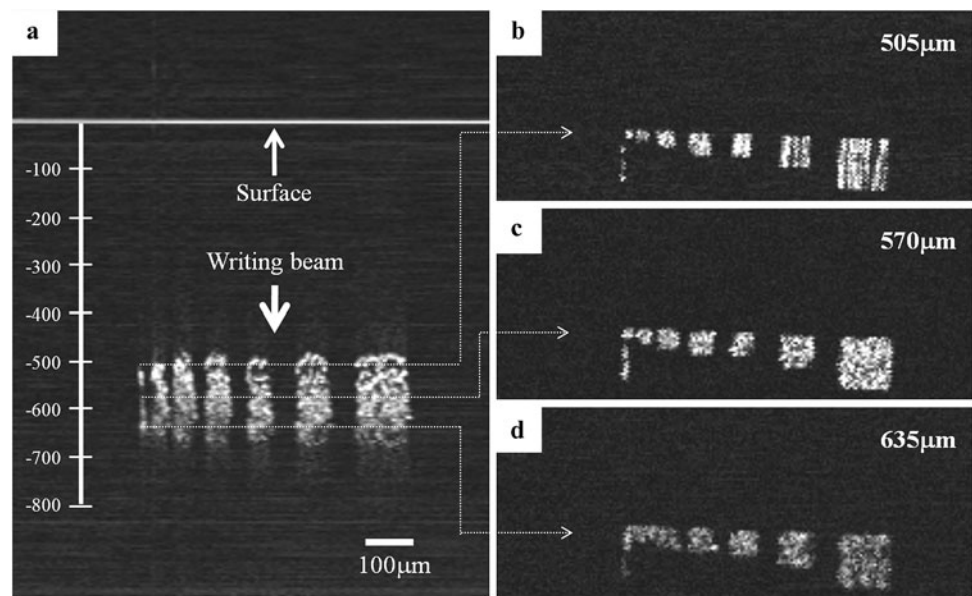 a
Surface
Writing beam
-100
-200
-300
-400
-500
-600
-700
-800
100μm
b
505μm
c
570μm
d
635μm